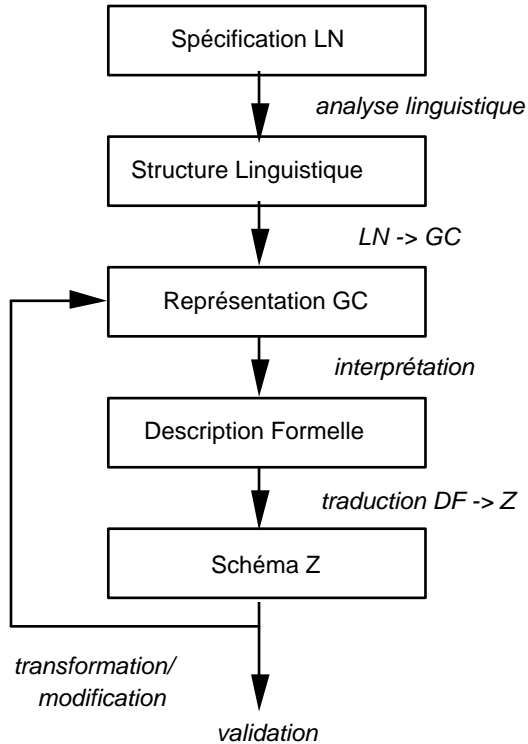 Spécification LN
analyse linguistique
Structure Linguistique
LN -> GC
Représentation GC
interprétation
Description Formelle
traduction DF -> Z
Schéma Z
transformation/
modification
validation